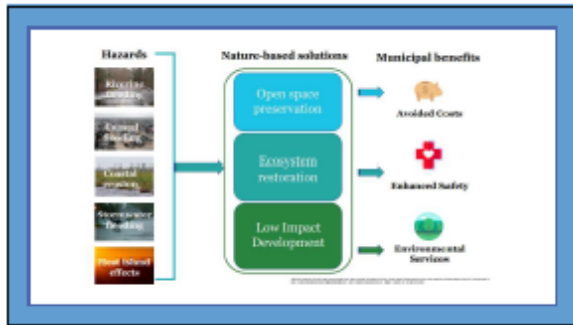 Hazards
Nature-based solutions
Municipal benefits
Riverine
flooding
Coastal
flooding
Coastal
erosion
Stormwater
flooding
Heat Island
effects
Open space
preservation
Ecosystem
restoration
Low Impact
Development
Avoided Costs
Enhanced Safety
Environmental
Services